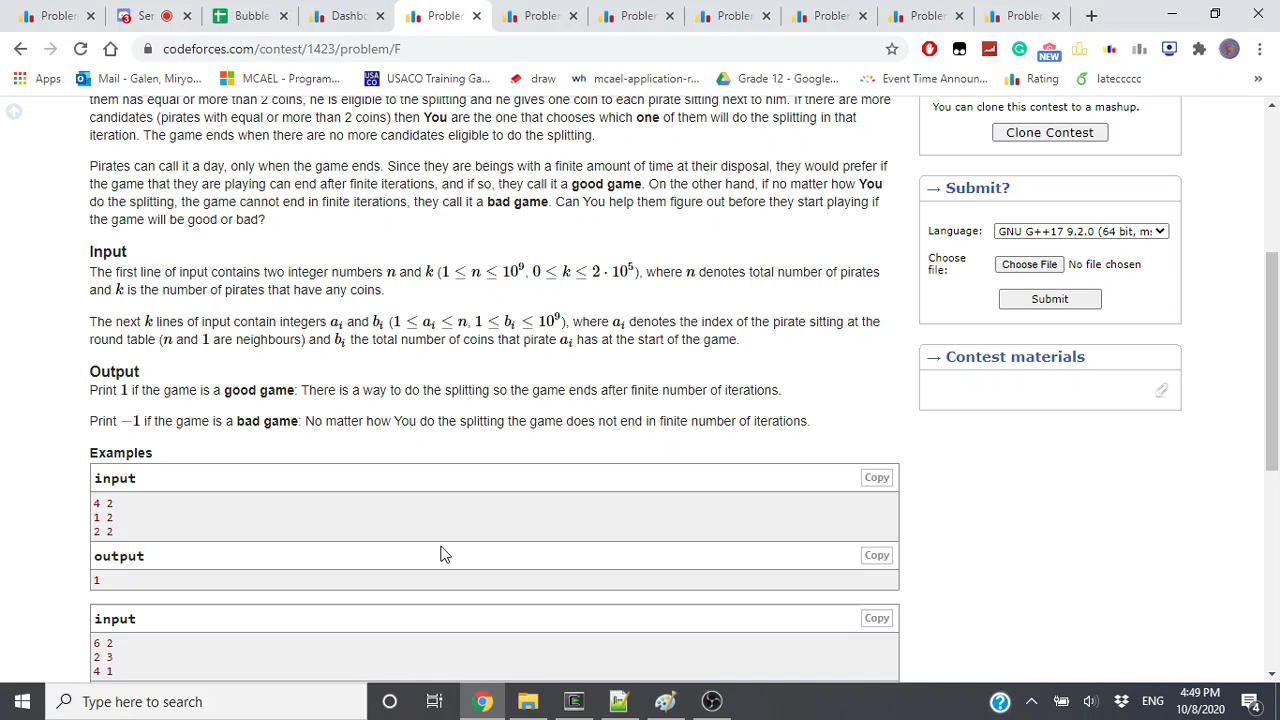 Problem
Ser
Bubble
Dashbo
Problem
Problem
Problem
Problem
Problem
Problem
Problem
codeforces.com/contest/1423/problem/F
NEW
Apps
Mail - Galen, Miryo...
MCAEL - Program...
USACO Training Ga...
draw
mcael-application-r...
Grade 12 - Google...
Event Time Announ...
Rating
lateccccc
»
them has equal or more than 2 coins, he is eligible to the splitting and he gives one coin to each pirate sitting next to him. If there are more
candidates (pirates with equal or more than 2 coins) then You are the one that chooses which one of them will do the splitting in that
iteration. The game ends when there are no more candidates eligible to do the splitting.
Pirates can call it a day, only when the game ends. Since they are beings with a finite amount of time at their disposal, they would prefer if
the game that they are playing can end after finite iterations, and if so, they call it a good game. On the other hand, if no matter how You
do the splitting, the game cannot end in finite iterations, they call it a bad game. Can You help them figure out before they start playing if
the game will be good or bad?
Input
The first line of input contains two integer numbers n and k (1 ≤ n ≤ 10⁹, 0 ≤ k ≤ 2 · 10⁵), where n denotes total number of pirates
and k is the number of pirates that have any coins.
The next k lines of input contain integers aᵢ and bᵢ (1 ≤ aᵢ ≤ n, 1 ≤ bᵢ ≤ 10⁹), where aᵢ denotes the index of the pirate sitting at the
round table (n and 1 are neighbours) and bᵢ the total number of coins that pirate aᵢ has at the start of the game.
Output
Print 1 if the game is a good game: There is a way to do the splitting so the game ends after finite number of iterations.
Print −1 if the game is a bad game: No matter how You do the splitting the game does not end in finite number of iterations.
Examples
input
Copy
4 2
1 2
2 2
output
Copy
1
input
Copy
6 2
2 3
4 1
You can clone this contest to a mashup.
Clone Contest
→ Submit?
Language:
GNU G++17 9.2.0 (64 bit, ms
Choose
file:
Choose File
No file chosen
Submit
→ Contest materials
Type here to search
ENG
4:49 PM
10/8/2020
4